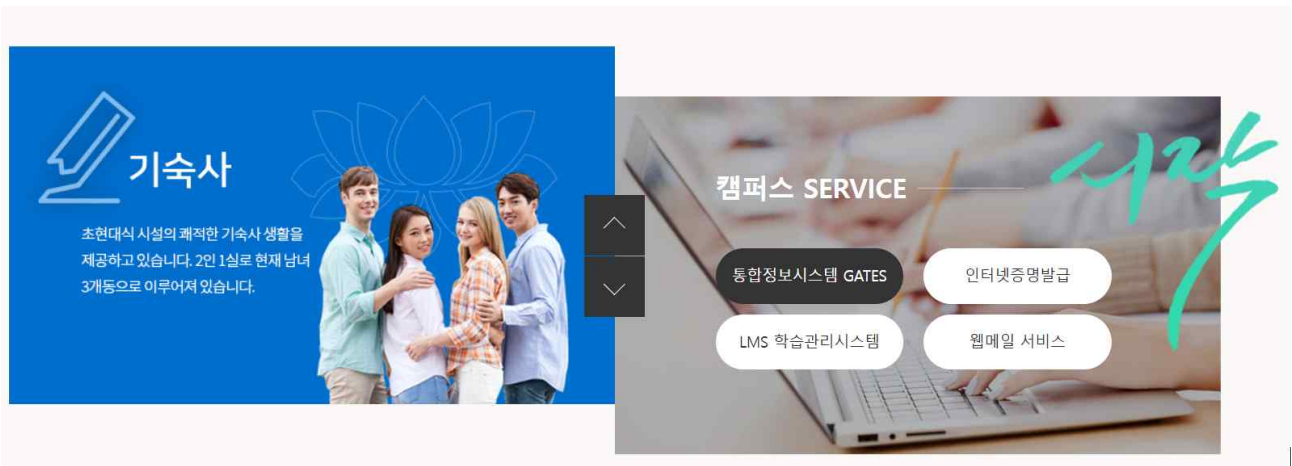 기숙사
초현대식 시설의 쾌적한 기숙사 생활을
제공하고 있습니다. 2인 1실로 현재 남녀
3개동으로 이루어져 있습니다.
캠퍼스 SERVICE
시작
통합정보시스템 GATES
인터넷증명발급
LMS 학습관리시스템
웹메일 서비스